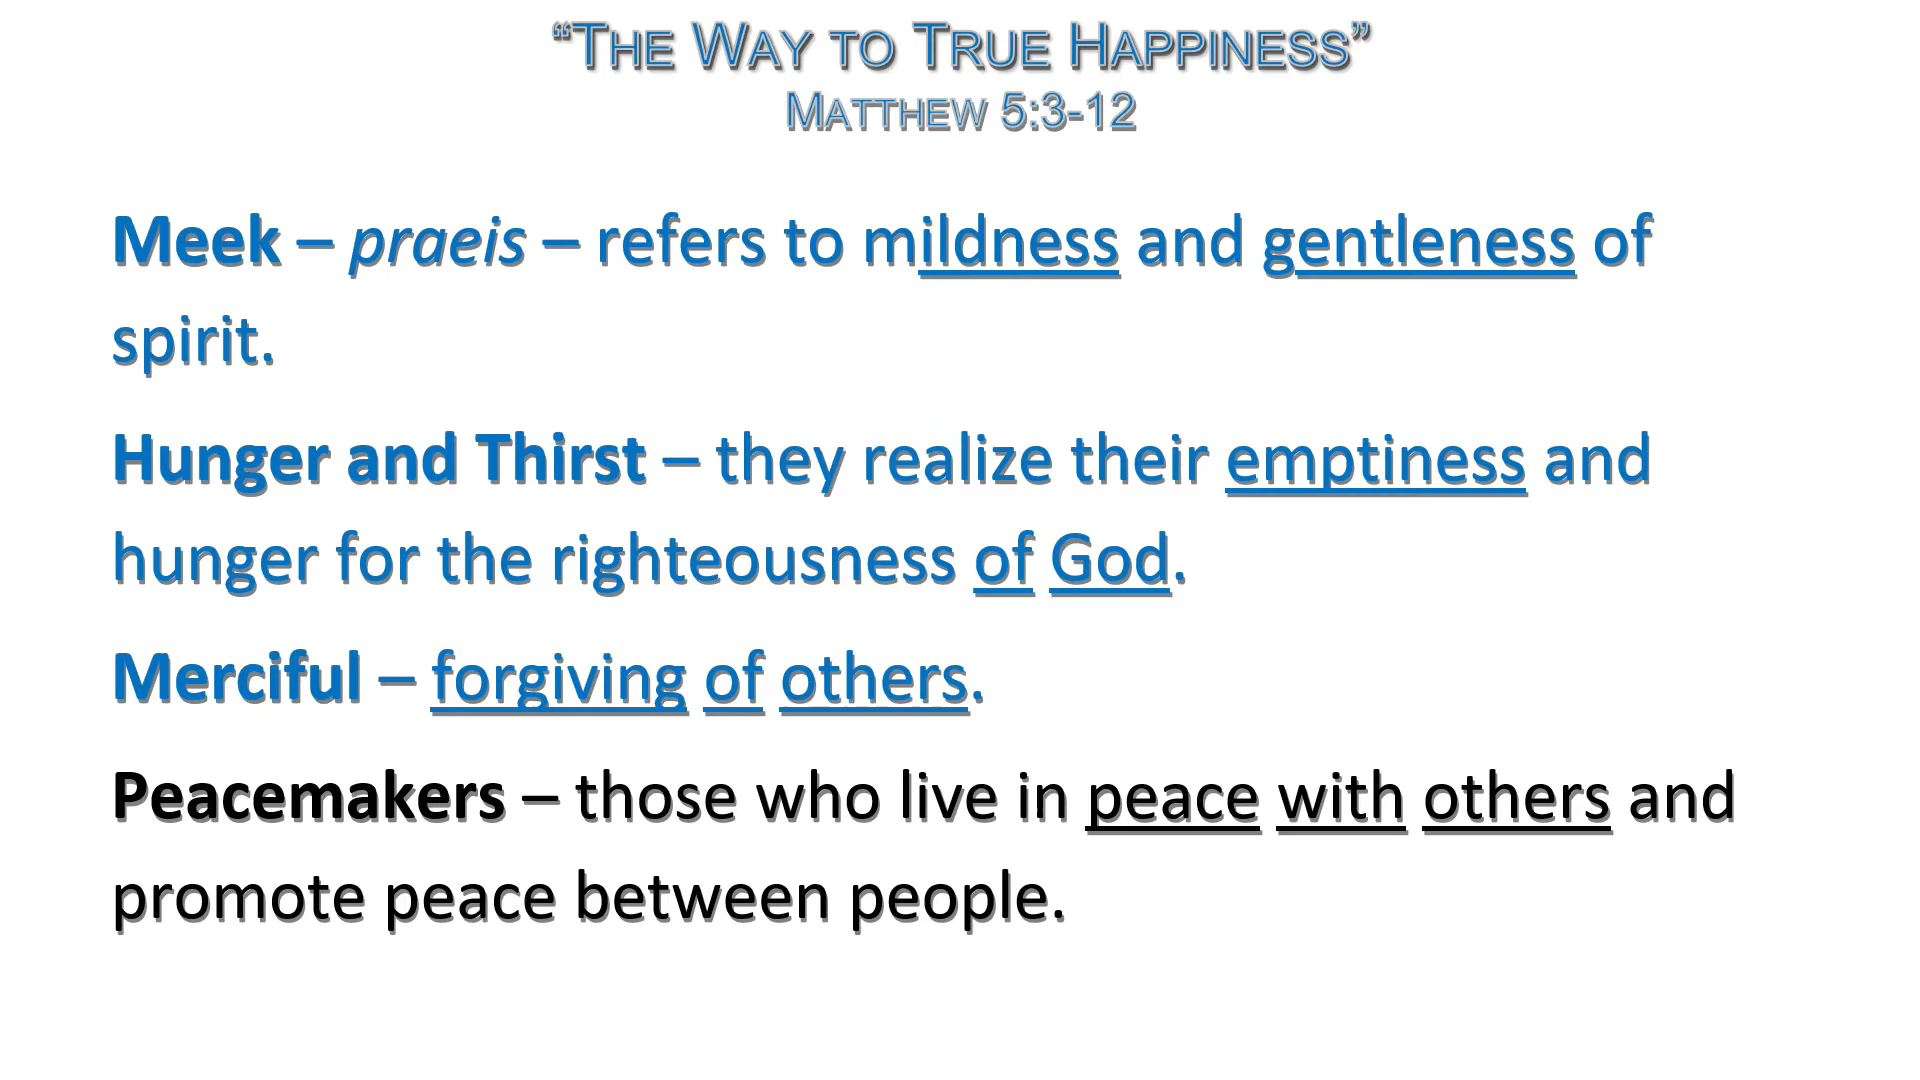 “The Way to True Happiness”
Matthew 5:3-12
Meek – praeis – refers to mildness and gentleness of
spirit.
Hunger and Thirst – they realize their emptiness and
hunger for the righteousness of God.
Merciful – forgiving of others.
Peacemakers – those who live in peace with others and
promote peace between people.